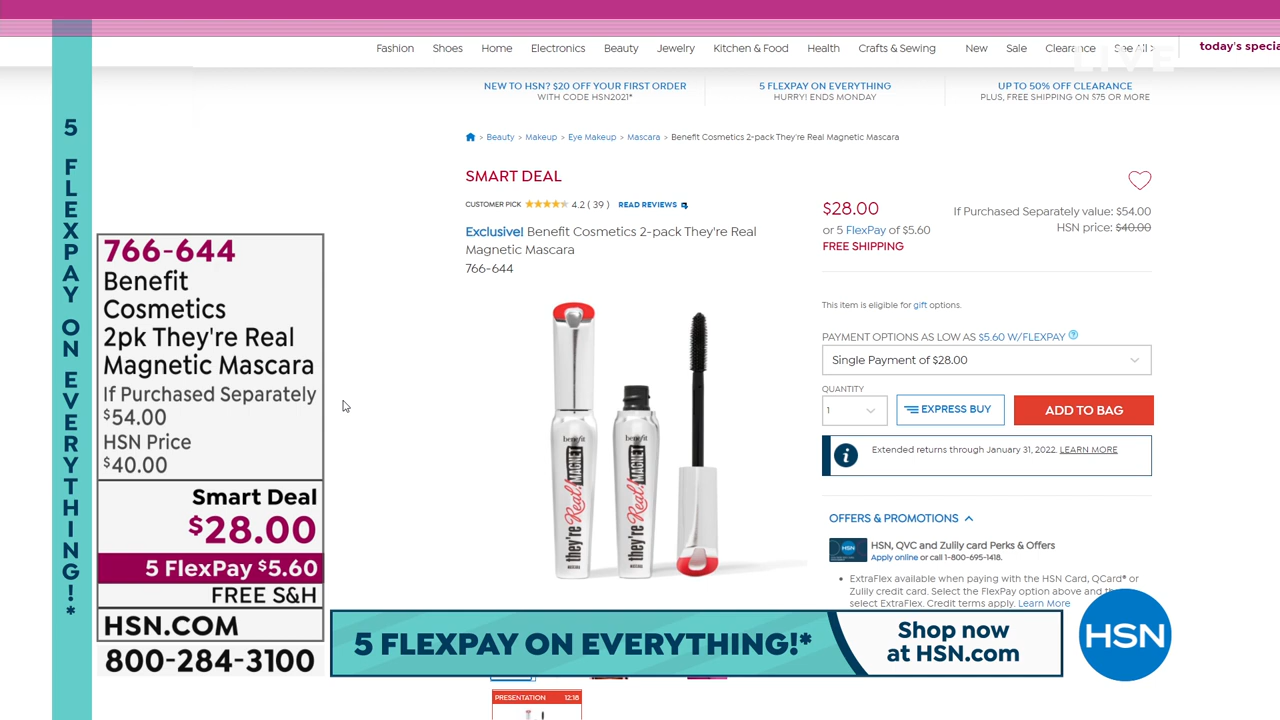 Fashion Shoes Home Electronics Beauty Jewelry Kitchen & Food Health Crafts & Sewing New Sale Clearance See All > today's specia
LIVE
NEW TO HSN? $20 OFF YOUR FIRST ORDER
WITH CODE HSN2021*
5 FLEXPAY ON EVERYTHING
HURRY! ENDS MONDAY
UP TO 50% OFF CLEARANCE
PLUS, FREE SHIPPING ON $75 OR MORE
5 FLEXPAY ON EVERYTHING!*
> Beauty > Makeup > Eye Makeup > Mascara > Benefit Cosmetics 2-pack They're Real Magnetic Mascara
SMART DEAL
CUSTOMER PICK 4.2 ( 39 ) READ REVIEWS
Exclusive! Benefit Cosmetics 2-pack They're Real
Magnetic Mascara
766-644
$28.00
or 5 FlexPay of $5.60
FREE SHIPPING
If Purchased Separately value: $54.00
HSN price: $40.00
This item is eligible for gift options.
PAYMENT OPTIONS AS LOW AS $5.60 W/FLEXPAY ?
Single Payment of $28.00
QUANTITY
1
EXPRESS BUY
ADD TO BAG
Extended returns through January 31, 2022. LEARN MORE
OFFERS & PROMOTIONS
HSN
HSN, QVC and Zulily card Perks & Offers
Apply online or call 1-800-695-1418.
• ExtraFlex available when paying with the HSN Card, QCard® or
Zulily credit card. Select the FlexPay option above and
select ExtraFlex. Credit terms apply. Learn More
benefit
they're Real! MAGNET
MASCARA
benefit
they're Real! MAGNET
MASCARA
766-644
Benefit
Cosmetics
2pk They're Real
Magnetic Mascara
If Purchased Separately
$54.00
HSN Price
$40.00
Smart Deal
$28.00
5 FlexPay $5.60
FREE S&H
HSN.COM
800-284-3100
5 FLEXPAY ON EVERYTHING!*
Shop now
at HSN.com
HSN
PRESENTATION 12:18